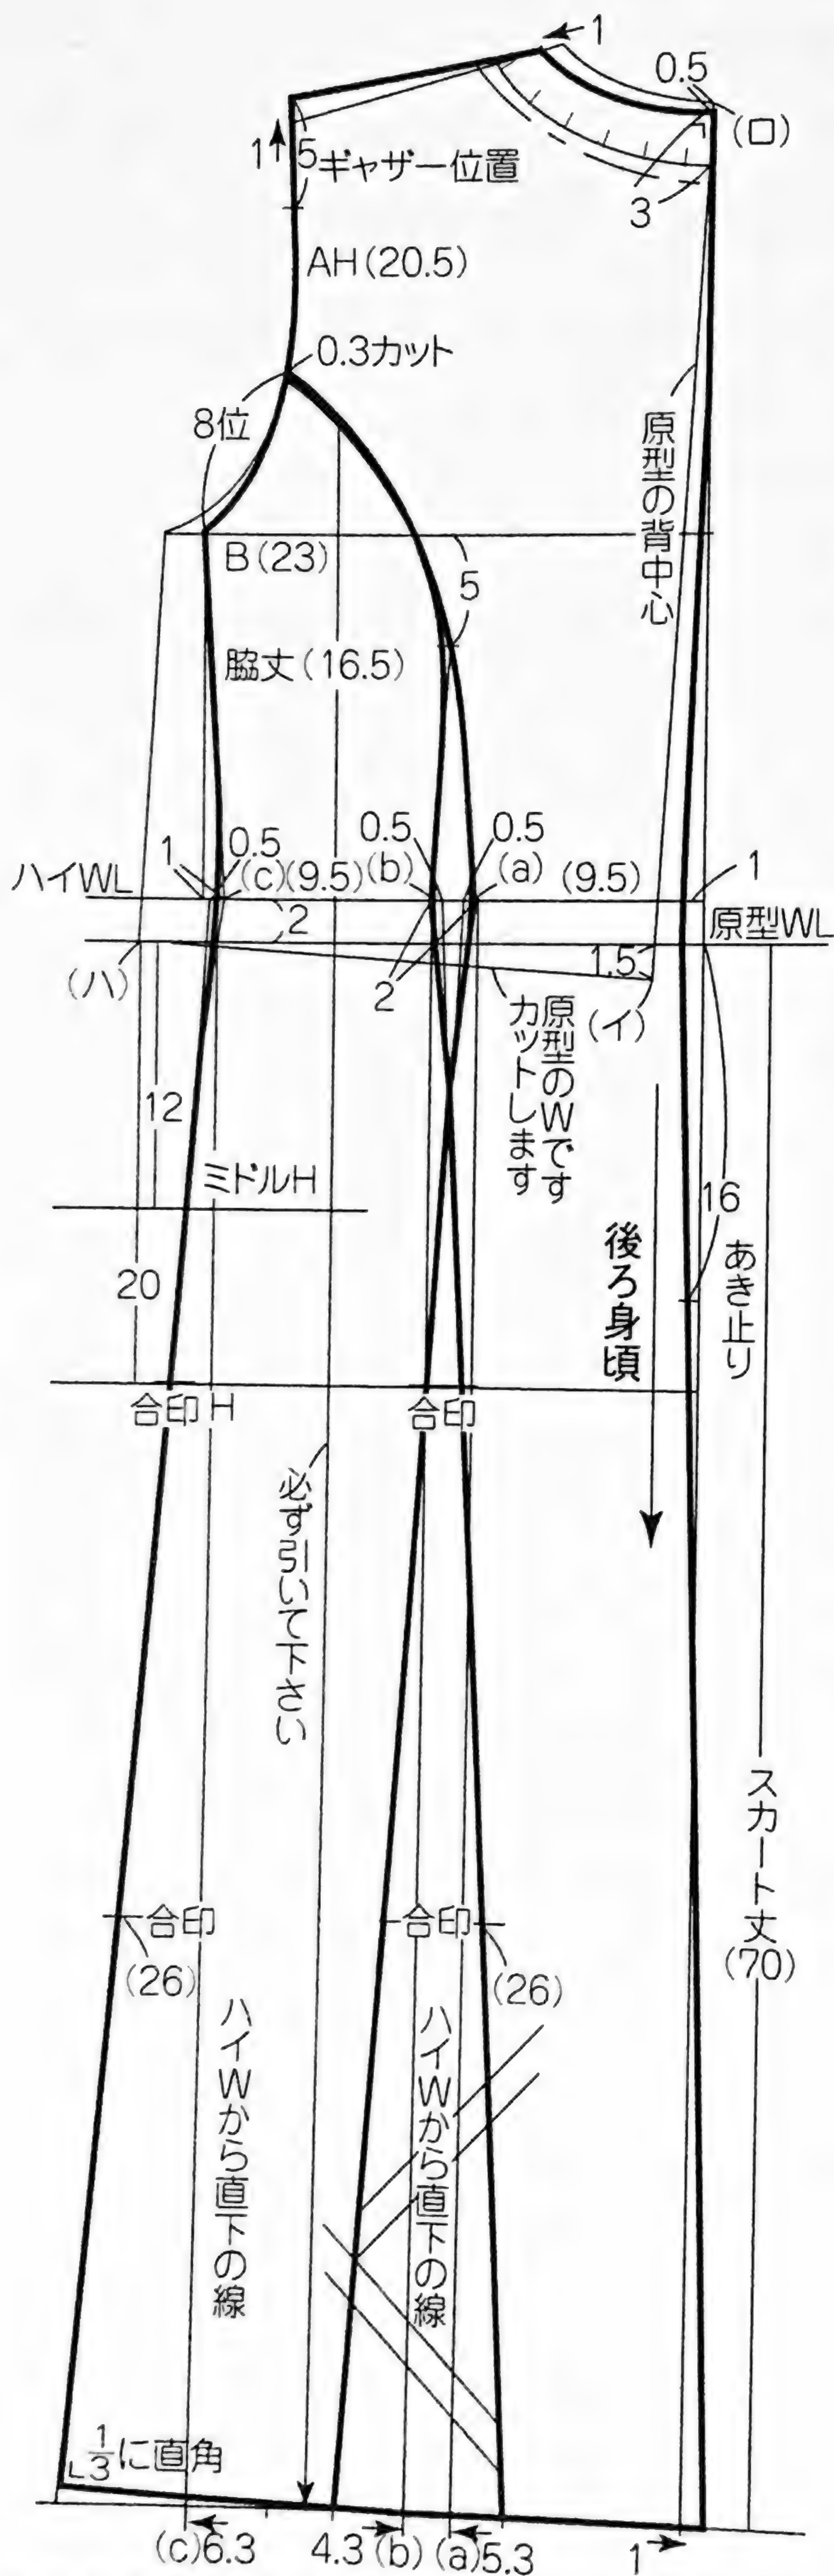 1
0.5
(ロ)
1
5
ギャザー位置
3
AH(20.5)
0.3カット
8位
原型の背中心
B(23)
5
脇丈(16.5)
1
0.5
0.5
0.5
ハイWL
(c)(9.5)(b)
(a)
(9.5)
1
2
原型WL
(ハ)
2
1.5
(イ)
原型のWです
カットします
12
ミドルH
16
20
あき止り
後ろ身頃
合印 H
合印
必ず引いて下さい
スカート丈
(70)
合印
合印
(26)
(26)
ハイWから直下の線
ハイWから直下の線
1/3に直角
(c)6.3
4.3
(b)
(a)5.3
1